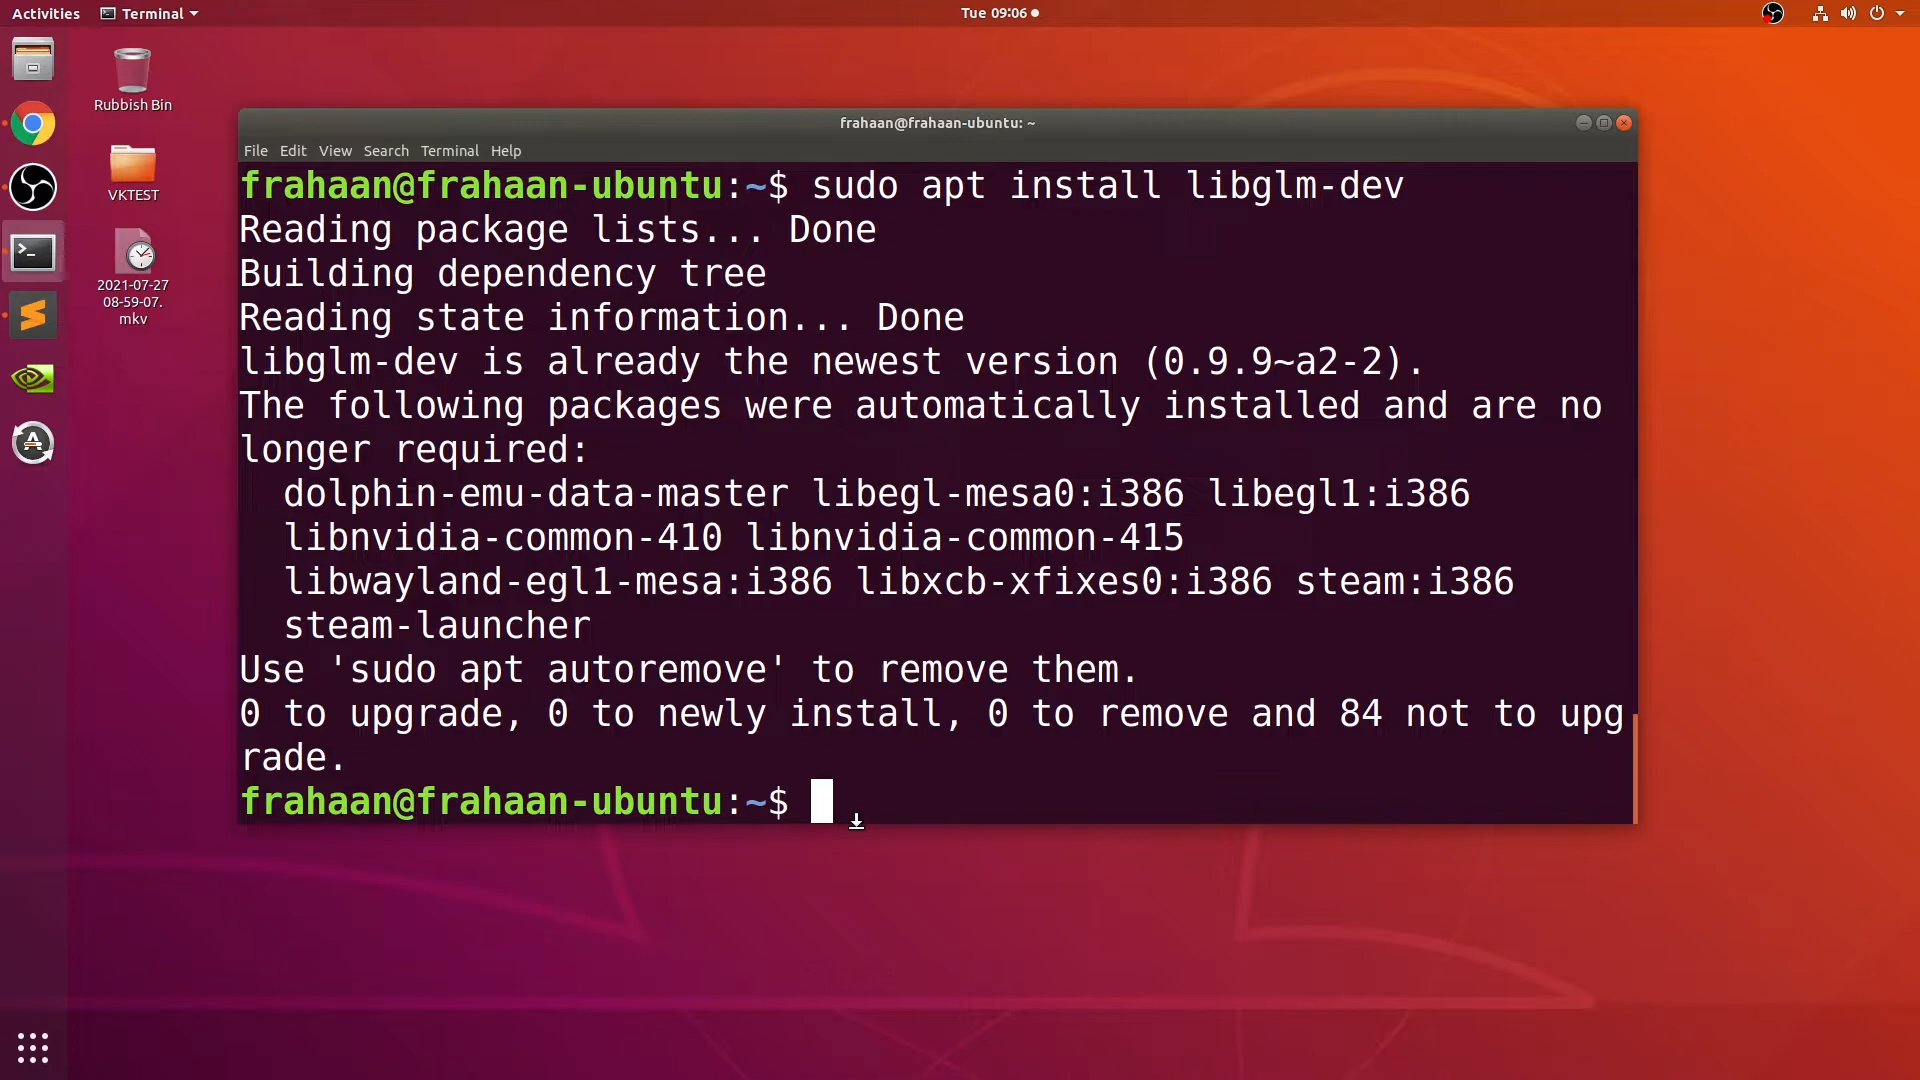 Activities Terminal Tue 09:06
Rubbish Bin
VKTEST
2021-07-27
08-59-07.
mkv
frahaan@frahaan-ubuntu: ~
File Edit View Search Terminal Help
frahaan@frahaan-ubuntu:~$ sudo apt install libglm-dev
Reading package lists... Done
Building dependency tree
Reading state information... Done
libglm-dev is already the newest version (0.9.9~a2-2).
The following packages were automatically installed and are no
longer required:
  dolphin-emu-data-master libegl-mesa0:i386 libegl1:i386
  libnvidia-common-410 libnvidia-common-415
  libwayland-egl1-mesa:i386 libxcb-xfixes0:i386 steam:i386
  steam-launcher
Use 'sudo apt autoremove' to remove them.
0 to upgrade, 0 to newly install, 0 to remove and 84 not to upg
rade.
frahaan@frahaan-ubuntu:~$